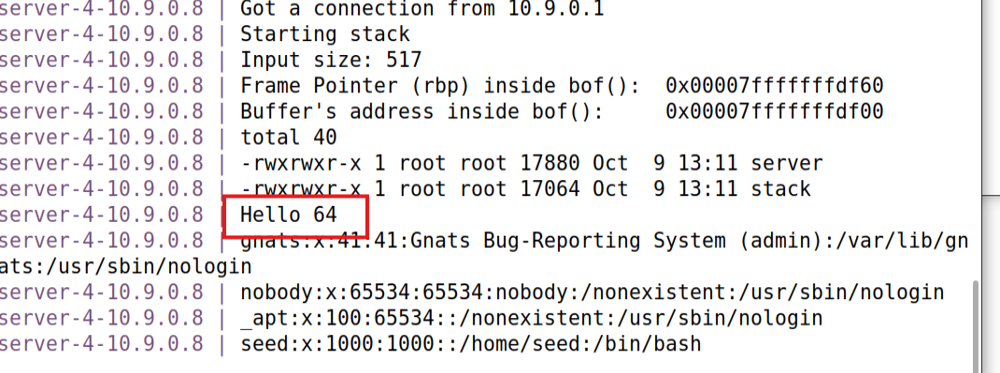 server-4-10.9.0.8 | Got a connection from 10.9.0.1
server-4-10.9.0.8 | Starting stack
server-4-10.9.0.8 | Input size: 517
server-4-10.9.0.8 | Frame Pointer (rbp) inside bof():  0x00007fffffffdf60
server-4-10.9.0.8 | Buffer's address inside bof():     0x00007fffffffdf00
server-4-10.9.0.8 | total 40
server-4-10.9.0.8 | -rwxrwxr-x 1 root root 17880 Oct  9 13:11 server
server-4-10.9.0.8 | -rwxrwxr-x 1 root root 17064 Oct  9 13:11 stack
server-4-10.9.0.8 | Hello 64
server-4-10.9.0.8 | gnats:x:41:41:Gnats Bug-Reporting System (admin):/var/lib/gn
ats:/usr/sbin/nologin
server-4-10.9.0.8 | nobody:x:65534:65534:nobody:/nonexistent:/usr/sbin/nologin
server-4-10.9.0.8 | _apt:x:100:65534::/nonexistent:/usr/sbin/nologin
server-4-10.9.0.8 | seed:x:1000:1000::/home/seed:/bin/bash